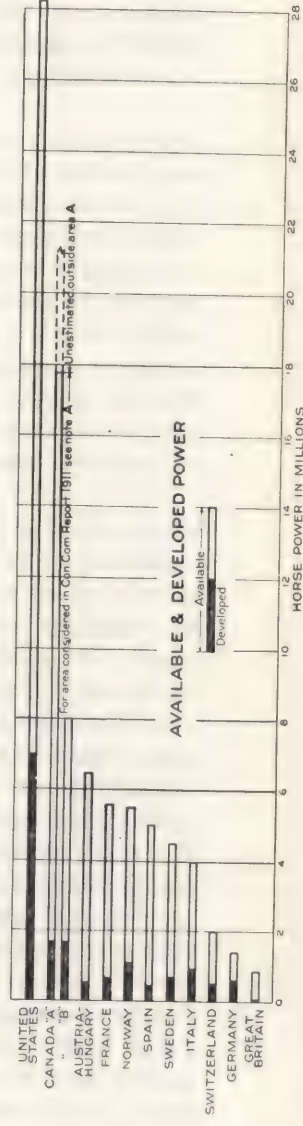 UNITED
STATES
CANADA "A"
" "B"
AUSTRIA-
HUNGARY
FRANCE
NORWAY
SPAIN
SWEDEN
ITALY
SWITZERLAND
GERMANY
GREAT
BRITAIN
For area considered in Con Com Report 1911 see note A
Unestimated outside area A
AVAILABLE & DEVELOPED POWER
Available
Developed
0 2 4 6 8 10 12 14 16 18 20 22 24 26 28
HORSE POWER IN MILLIONS